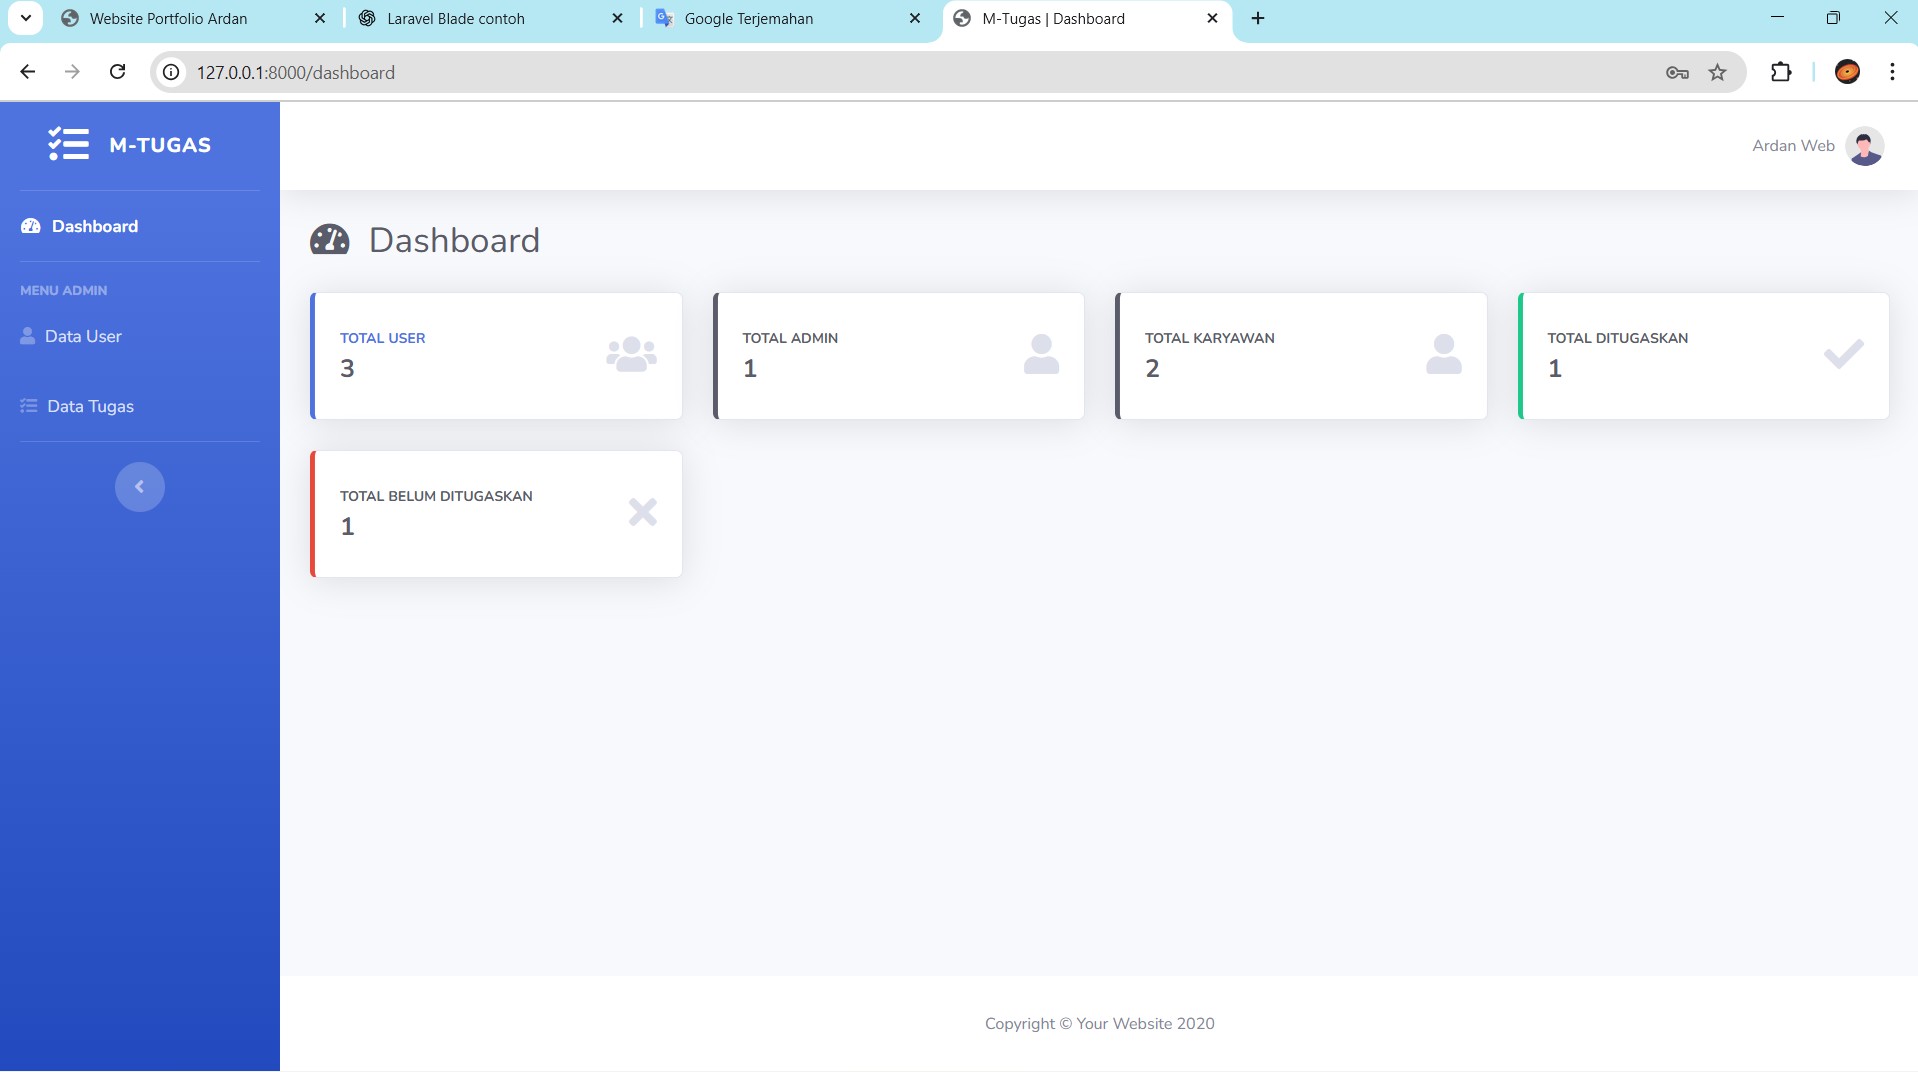 Website Portfolio Ardan
Laravel Blade contoh
Google Terjemahan
M-Tugas | Dashboard
127.0.0.1:8000/dashboard
M-TUGAS
Ardan Web
Dashboard
MENU ADMIN
Data User
Data Tugas
Dashboard
TOTAL USER
3
TOTAL ADMIN
1
TOTAL KARYAWAN
2
TOTAL DITUGASKAN
1
TOTAL BELUM DITUGASKAN
1
Copyright © Your Website 2020